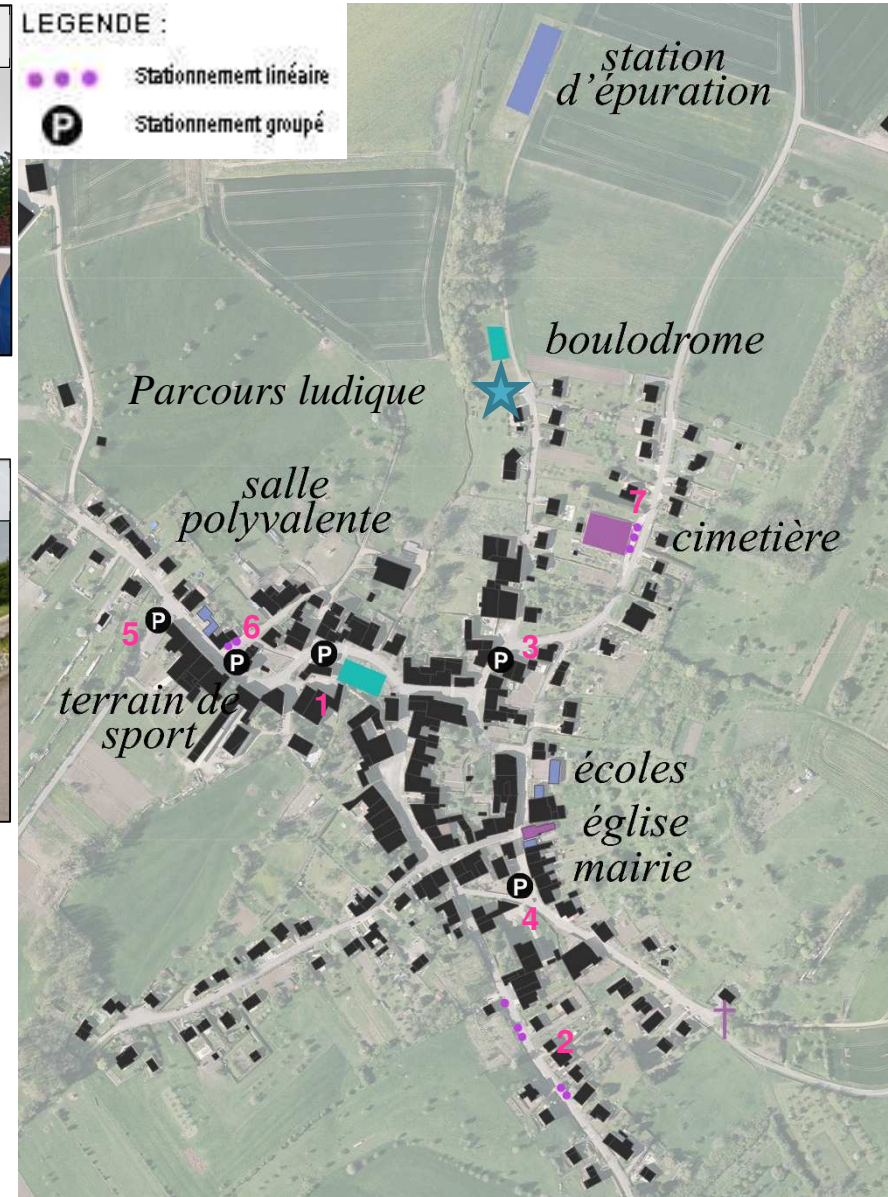 LEGENDE :
Stationnement linéaire
P Stationnement groupé
station
d'épuration
boulodrome
Parcours ludique
salle
polyvalente
7
cimetière
P
5
6
P
P
P
3
terrain de
sport
1
écoles
église
mairie
P
4
2